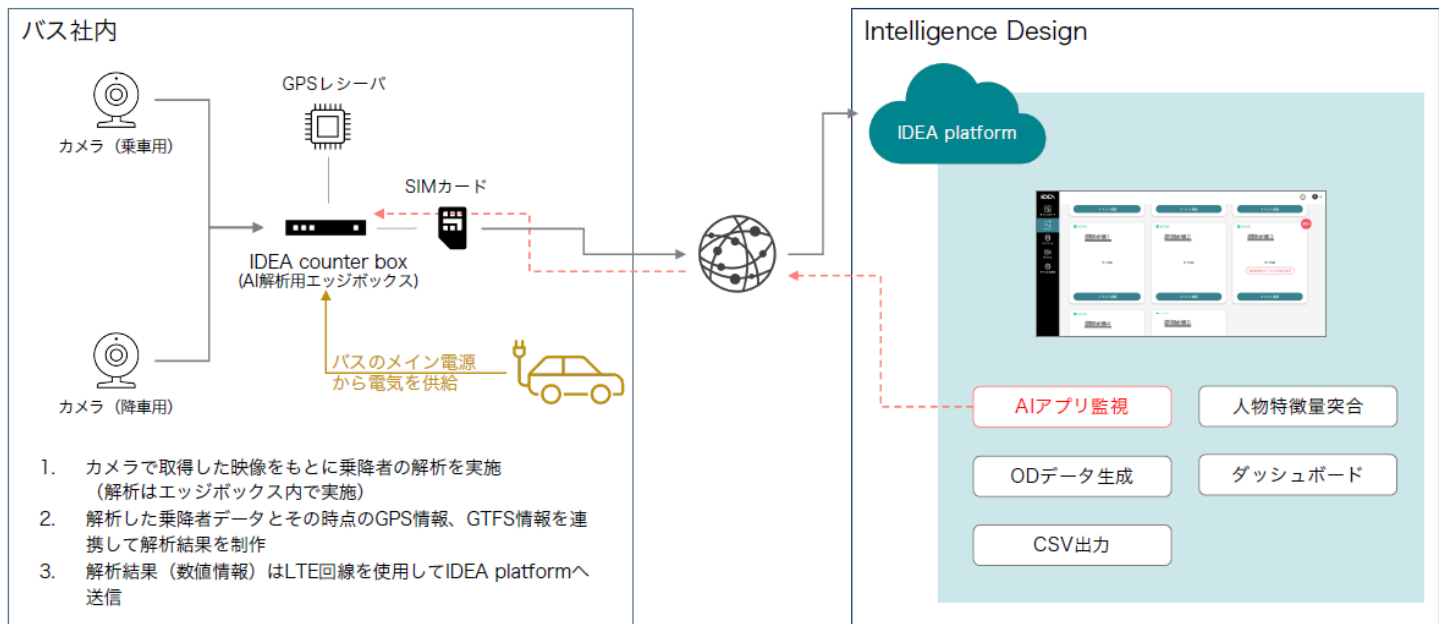 バス社内
カメラ（乗車用）
GPSレシーバ
SIMカード
IDEA counter box
(AI解析用エッジボックス)
バスのメイン電源
から電気を供給
カメラ（降車用）
1. カメラで取得した映像をもとに乗降者の解析を実施
（解析はエッジボックス内で実施）
2. 解析した乗降者データとその時点のGPS情報、GTFS情報を連
携して解析結果を制作
3. 解析結果（数値情報）はLTE回線を使用してIDEA platformへ
送信
Intelligence Design
IDEA platform
IDEA
AIアプリ監視
人物特徴量突合
ODデータ生成
ダッシュボード
CSV出力